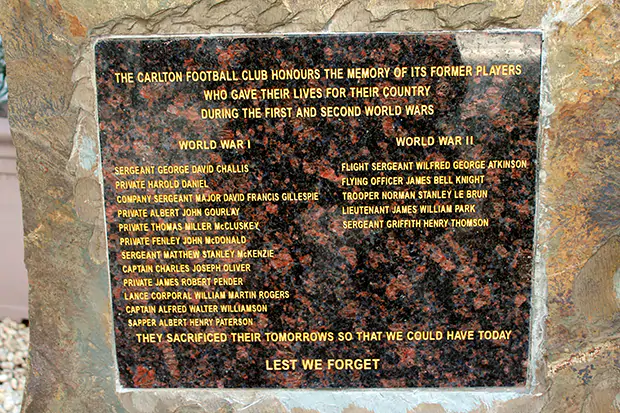 THE CARLTON FOOTBALL CLUB HONOURS THE MEMORY OF ITS FORMER PLAYERS
WHO GAVE THEIR LIVES FOR THEIR COUNTRY
DURING THE FIRST AND SECOND WORLD WARS
WORLD WAR I
SERGEANT GEORGE DAVID CHALLIS
PRIVATE HAROLD DANIEL
COMPANY SERGEANT MAJOR DAVID FRANCIS GILLESPIE
PRIVATE ALBERT JOHN GOURLAY
PRIVATE THOMAS MILLER McCLUSKEY
PRIVATE FENLEY JOHN McDONALD
SERGEANT MATTHEW STANLEY McKENZIE
CAPTAIN CHARLES JOSEPH OLIVER
PRIVATE JAMES ROBERT PENDER
LANCE CORPORAL WILLIAM MARTIN ROGERS
CAPTAIN ALFRED WALTER WILLIAMSON
SAPPER ALBERT HENRY PATERSON
WORLD WAR II
FLIGHT SERGEANT WILFRED GEORGE ATKINSON
FLYING OFFICER JAMES BELL KNIGHT
TROOPER NORMAN STANLEY LE BRUN
LIEUTENANT JAMES WILLIAM PARK
SERGEANT GRIFFITH HENRY THOMSON
THEY SACRIFICED THEIR TOMORROWS SO THAT WE COULD HAVE TODAY
LEST WE FORGET